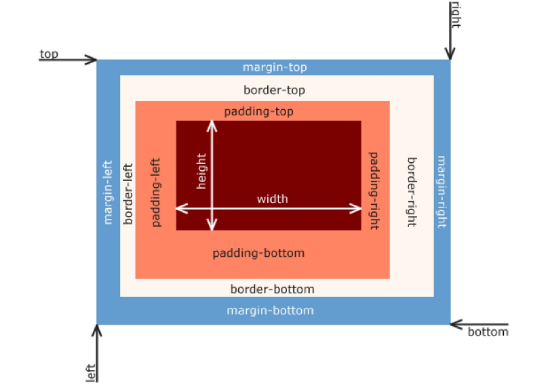 right
top
margin-top
border-top
padding-top
margin-left
border-left
padding-left
height
width
padding-right
border-right
margin-right
padding-bottom
border-bottom
margin-bottom
bottom
left